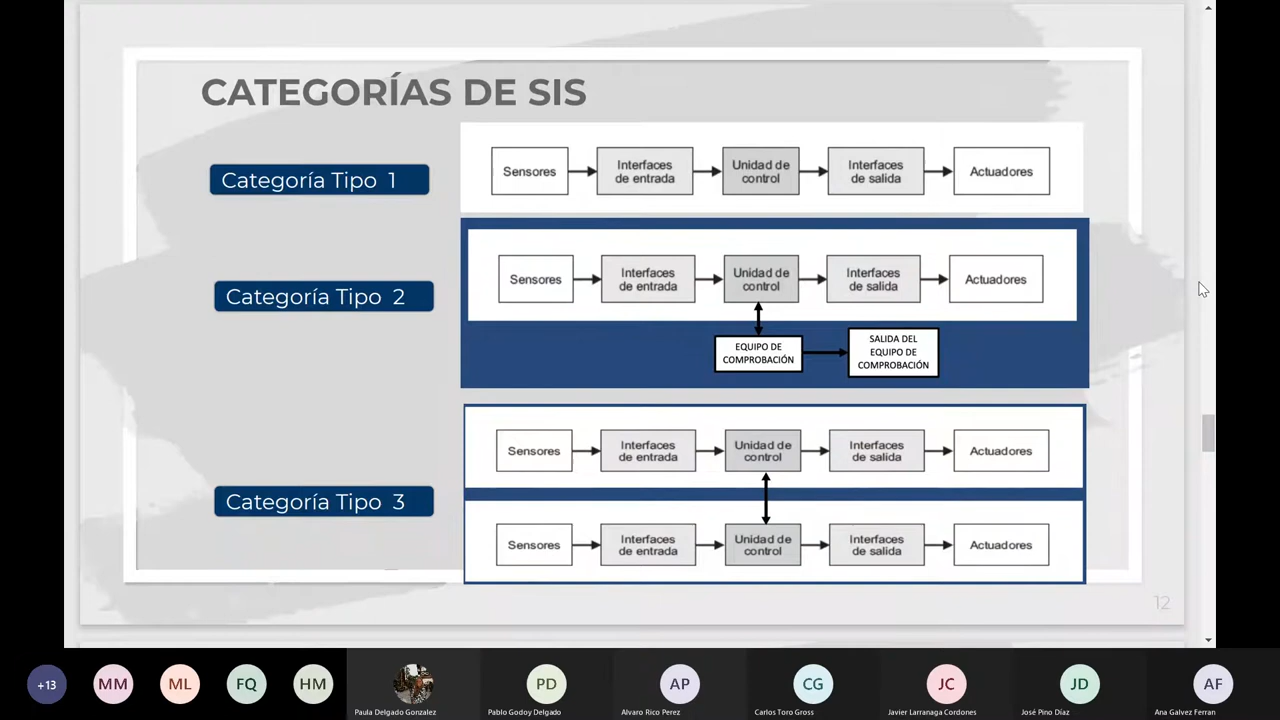 CATEGORÍAS DE SIS
Categoría Tipo 1
Sensores
Interfaces
de entrada
Unidad de
control
Interfaces
de salida
Actuadores
Categoría Tipo 2
Sensores
Interfaces
de entrada
Unidad de
control
Interfaces
de salida
Actuadores
EQUIPO DE
COMPROBACIÓN
SALIDA DEL
EQUIPO DE
COMPROBACIÓN
Categoría Tipo 3
Sensores
Interfaces
de entrada
Unidad de
control
Interfaces
de salida
Actuadores
Sensores
Interfaces
de entrada
Unidad de
control
Interfaces
de salida
Actuadores
12
+13
MM
ML
FQ
HM
Paula Delgado Gonzalez
PD
Pablo Godoy Delgado
AP
Alvaro Rico Perez
CG
Carlos Toro Gross
JC
Javier Larranaga Cordones
JD
José Pino Díaz
AF
Ana Galvez Ferran